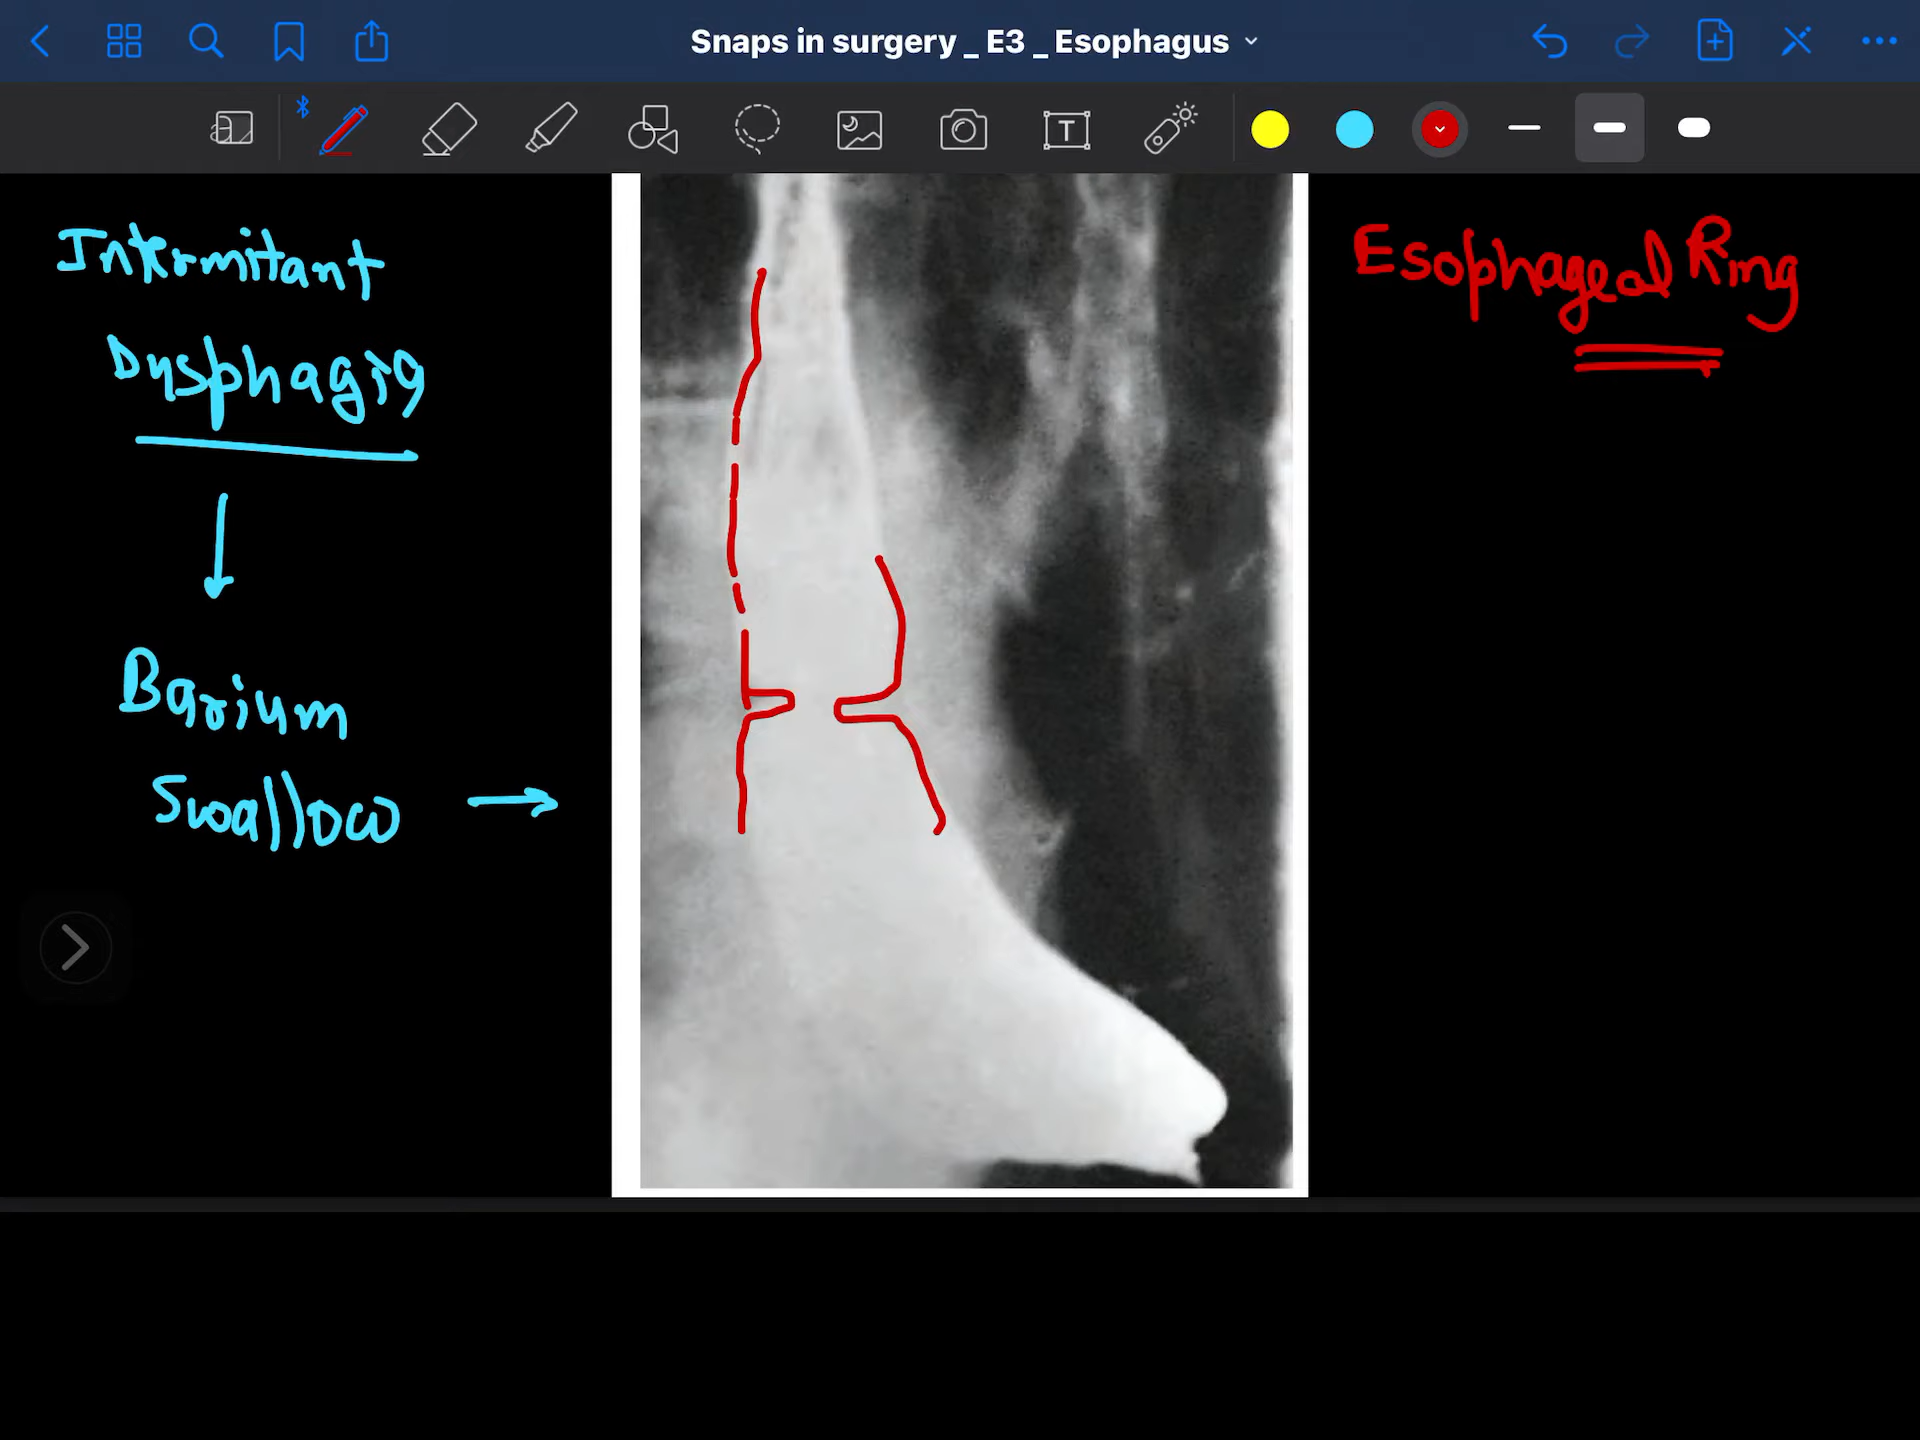 Snaps in surgery _ E3 _ Esophagus
Intermitant
Dysphagia
Barium
Swallow
Esophageal Ring